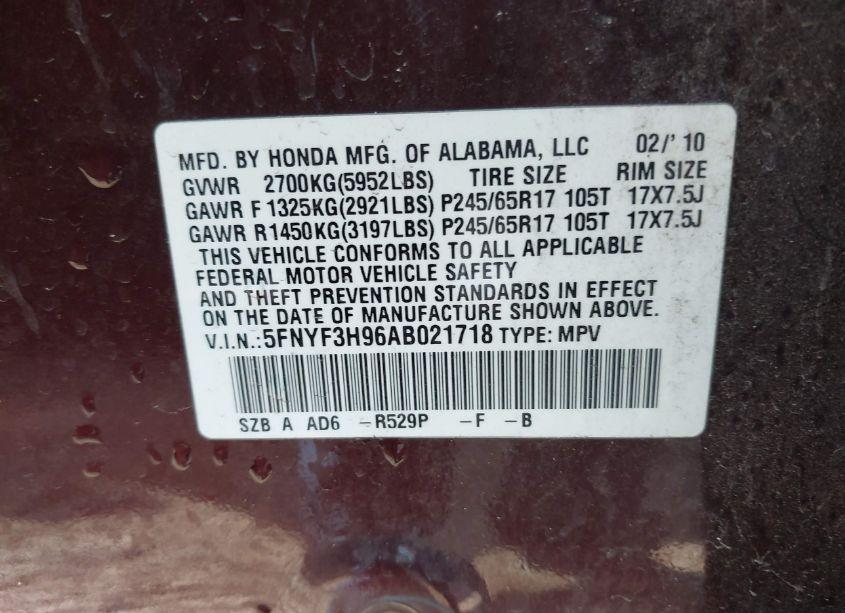 MFD. BY HONDA MFG. OF ALABAMA, LLC 02/' 10
GVWR 2700KG(5952LBS) TIRE SIZE RIM SIZE
GAWR F 1325KG(2921LBS) P245/65R17 105T 17X7.5J
GAWR R1450KG(3197LBS) P245/65R17 105T 17X7.5J
THIS VEHICLE CONFORMS TO ALL APPLICABLE
FEDERAL MOTOR VEHICLE SAFETY
AND THEFT PREVENTION STANDARDS IN EFFECT
ON THE DATE OF MANUFACTURE SHOWN ABOVE.
V.I.N.:5FNYF3H96AB021718 TYPE: MPV
SZB A AD6 -R529P -F -B